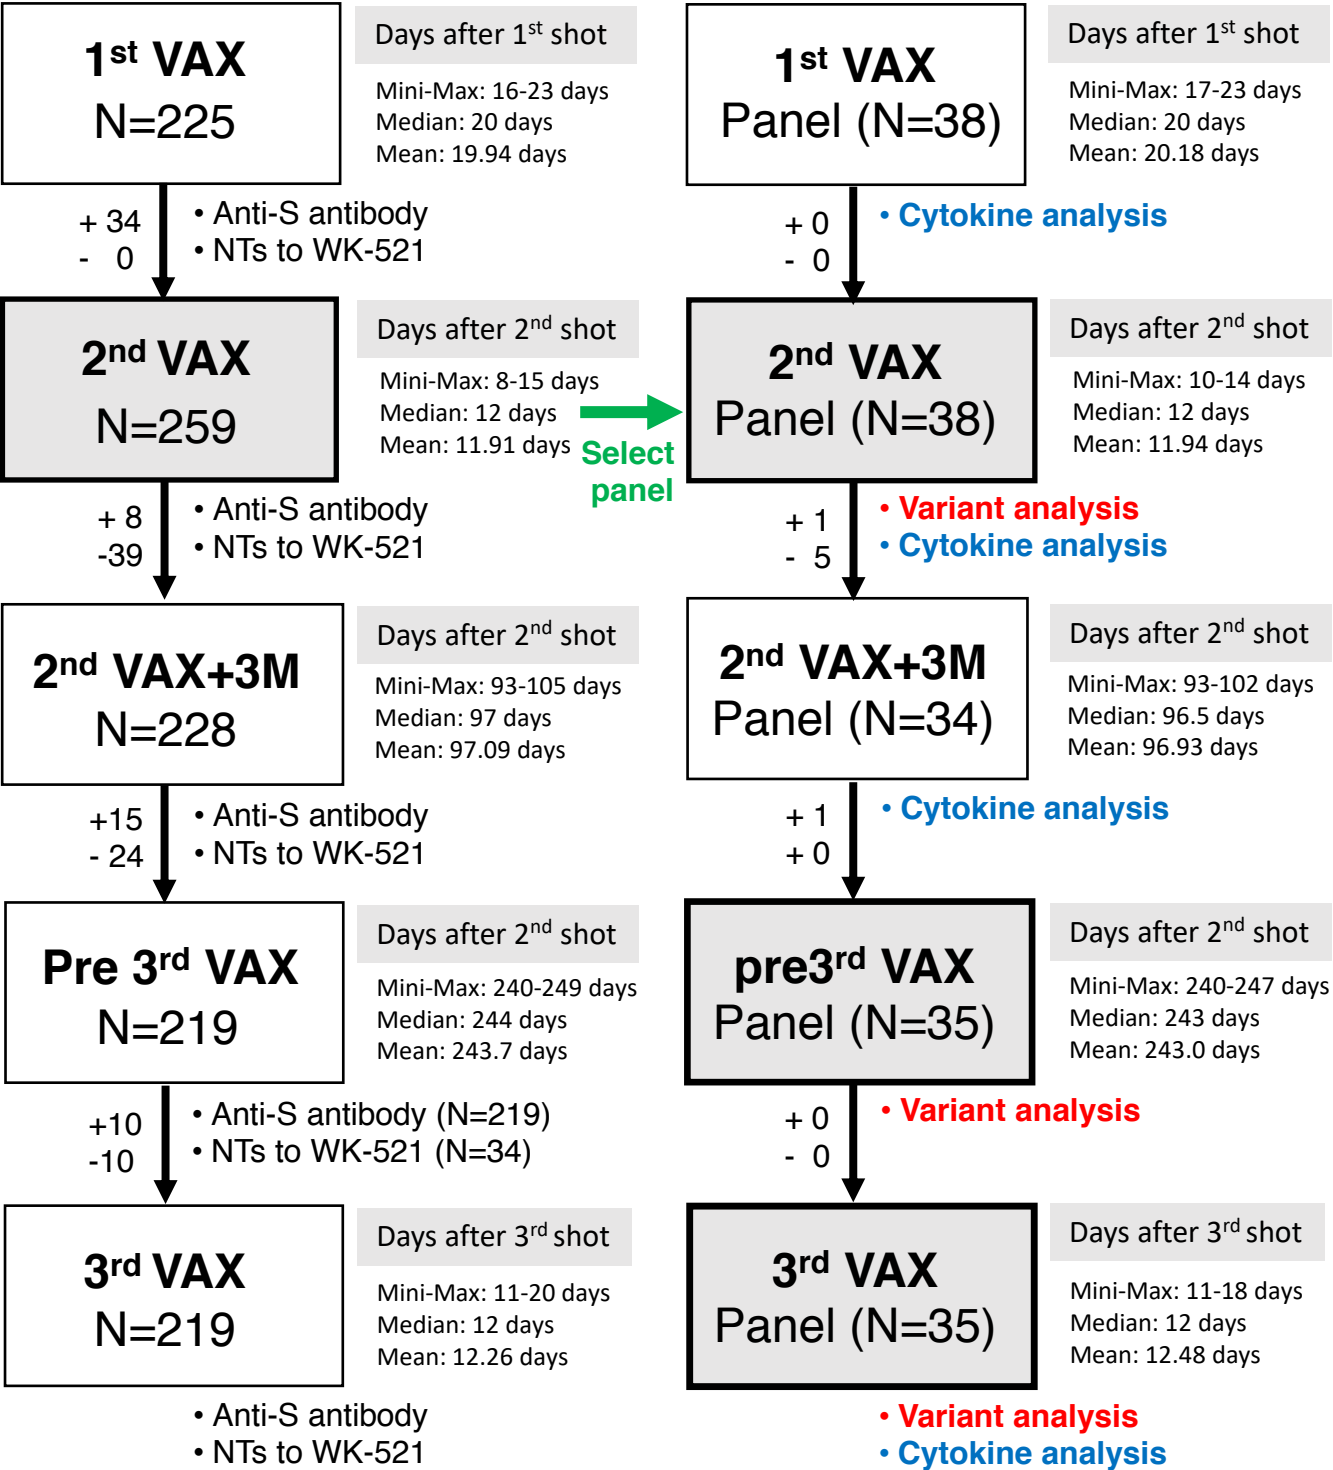 1st VAX
N=225
Days after 1st shot
Mini-Max: 16-23 days
Median: 20 days
Mean: 19.94 days
+ 34
- 0
• Anti-S antibody
• NTs to WK-521
2nd VAX
N=259
Days after 2nd shot
Mini-Max: 8-15 days
Median: 12 days
Mean: 11.91 days
Select
panel
+ 8
-39
• Anti-S antibody
• NTs to WK-521
2nd VAX+3M
N=228
Days after 2nd shot
Mini-Max: 93-105 days
Median: 97 days
Mean: 97.09 days
+15
- 24
• Anti-S antibody
• NTs to WK-521
Pre 3rd VAX
N=219
Days after 2nd shot
Mini-Max: 240-249 days
Median: 244 days
Mean: 243.7 days
+10
-10
• Anti-S antibody (N=219)
• NTs to WK-521 (N=34)
3rd VAX
N=219
Days after 3rd shot
Mini-Max: 11-20 days
Median: 12 days
Mean: 12.26 days
• Anti-S antibody
• NTs to WK-521
1st VAX
Panel (N=38)
Days after 1st shot
Mini-Max: 17-23 days
Median: 20 days
Mean: 20.18 days
+ 0
- 0
• Cytokine analysis
2nd VAX
Panel (N=38)
Days after 2nd shot
Mini-Max: 10-14 days
Median: 12 days
Mean: 11.94 days
+ 1
- 5
• Variant analysis
• Cytokine analysis
2nd VAX+3M
Panel (N=34)
Days after 2nd shot
Mini-Max: 93-102 days
Median: 96.5 days
Mean: 96.93 days
+ 1
+ 0
• Cytokine analysis
pre3rd VAX
Panel (N=35)
Days after 2nd shot
Mini-Max: 240-247 days
Median: 243 days
Mean: 243.0 days
+ 0
- 0
• Variant analysis
3rd VAX
Panel (N=35)
Days after 3rd shot
Mini-Max: 11-18 days
Median: 12 days
Mean: 12.48 days
• Variant analysis
• Cytokine analysis